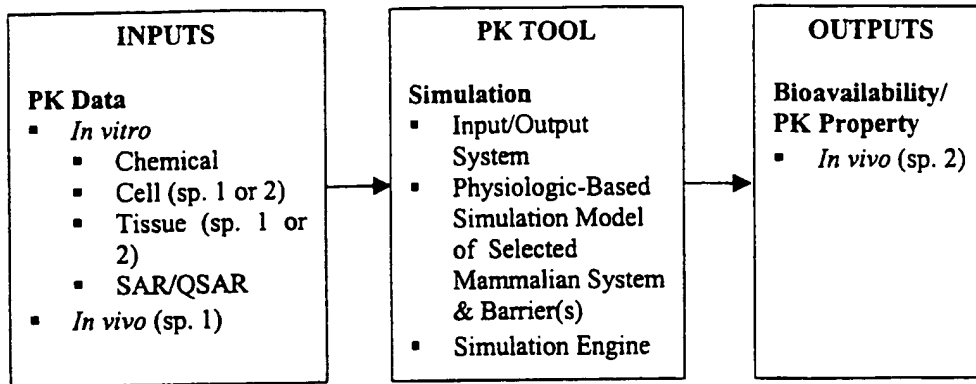 INPUTS
PK Data
▪ In vitro
▪ Chemical
▪ Cell (sp. 1 or 2)
▪ Tissue (sp. 1 or
2)
▪ SAR/QSAR
▪ In vivo (sp. 1)
PK TOOL
Simulation
▪ Input/Output
System
▪ Physiologic-Based
Simulation Model
of Selected
Mammalian System
& Barrier(s)
▪ Simulation Engine
OUTPUTS
Bioavailability/
PK Property
▪ In vivo (sp. 2)